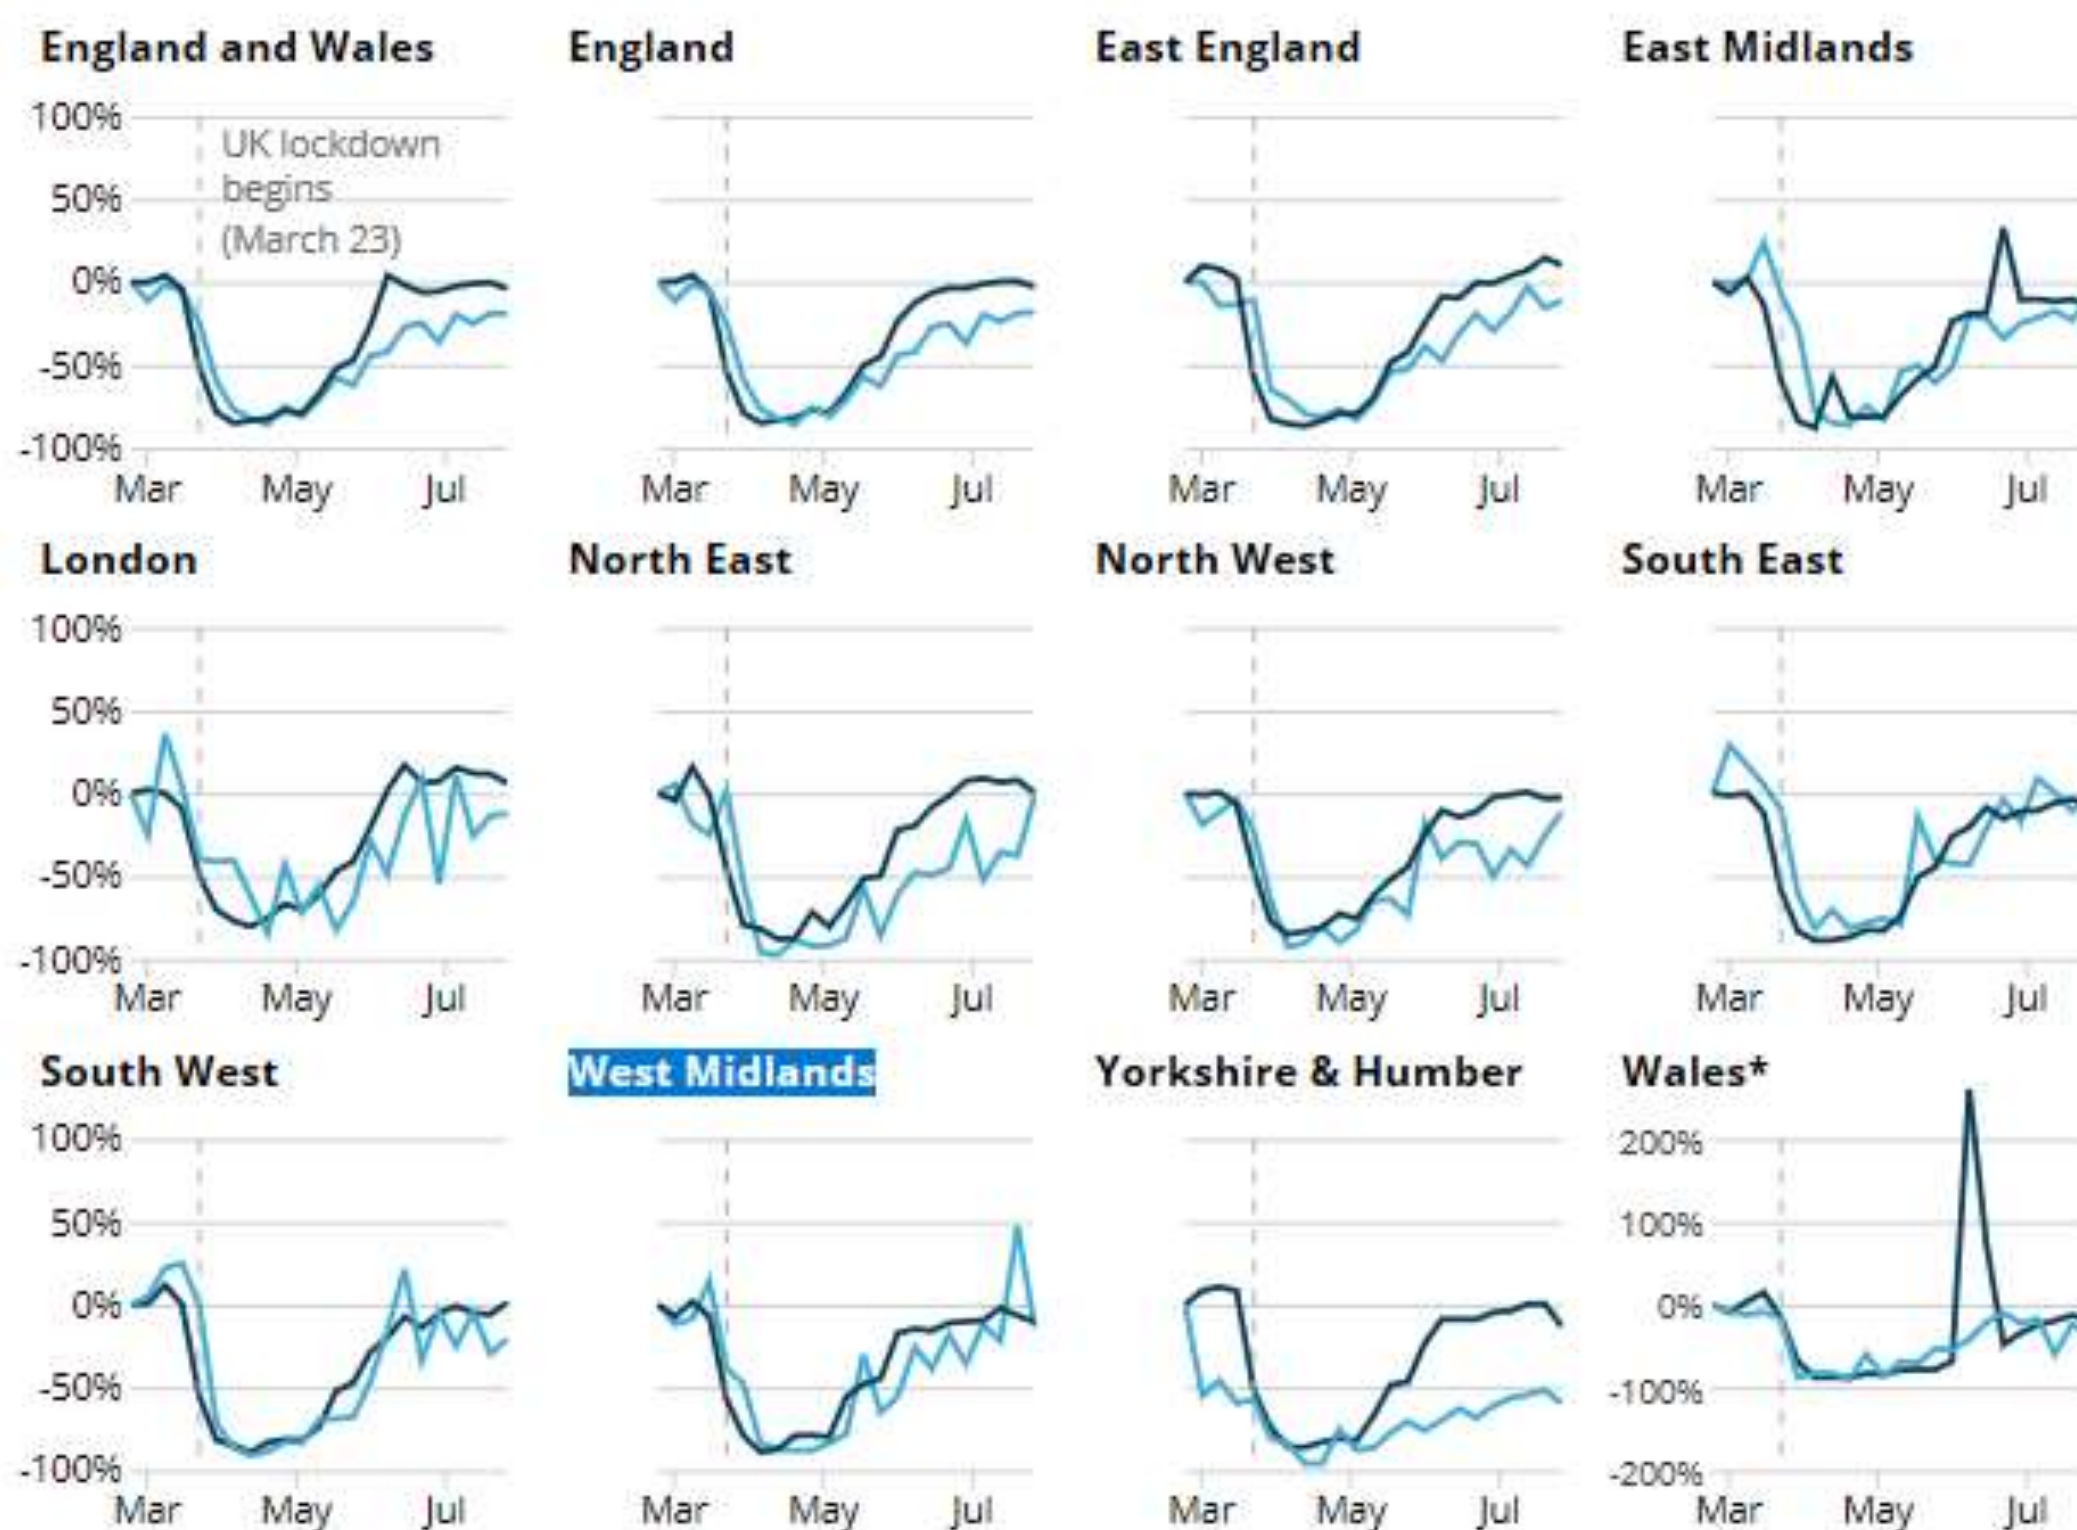 England and Wales
England
East England
East Midlands
100%
UK lockdown
begins
50%
(March 23)
0%
-50%
-100%
Mar May Jul
Mar May Jul
Mar May Jul
Mar May Jul
London
North East
North West
South East
100%
50%
0%
-50%
-100%
Mar May Jul
Mar May Jul
Mar May Jul
Mar May Jul
South West
West Midlands
Yorkshire & Humber
Wales*
100%
50%
0%
-50%
-100%
200%
100%
0%
-100%
-200%
Mar May Jul
Mar May Jul
Mar May Jul
Mar May Jul